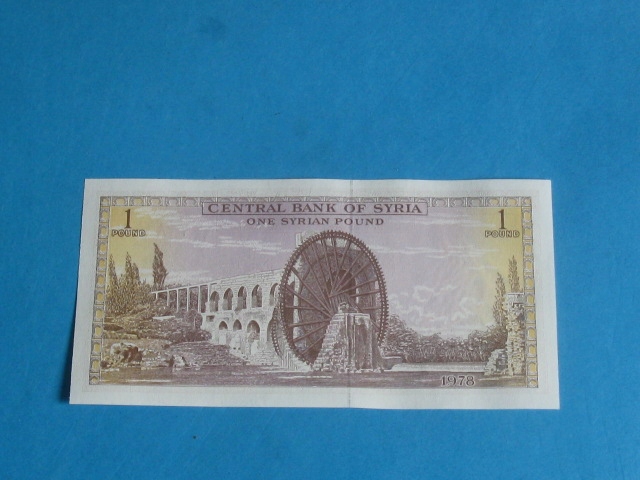 CENTRAL BANK OF SYRIA
ONE SYRIAN POUND
1
POUND
1
POUND
1978